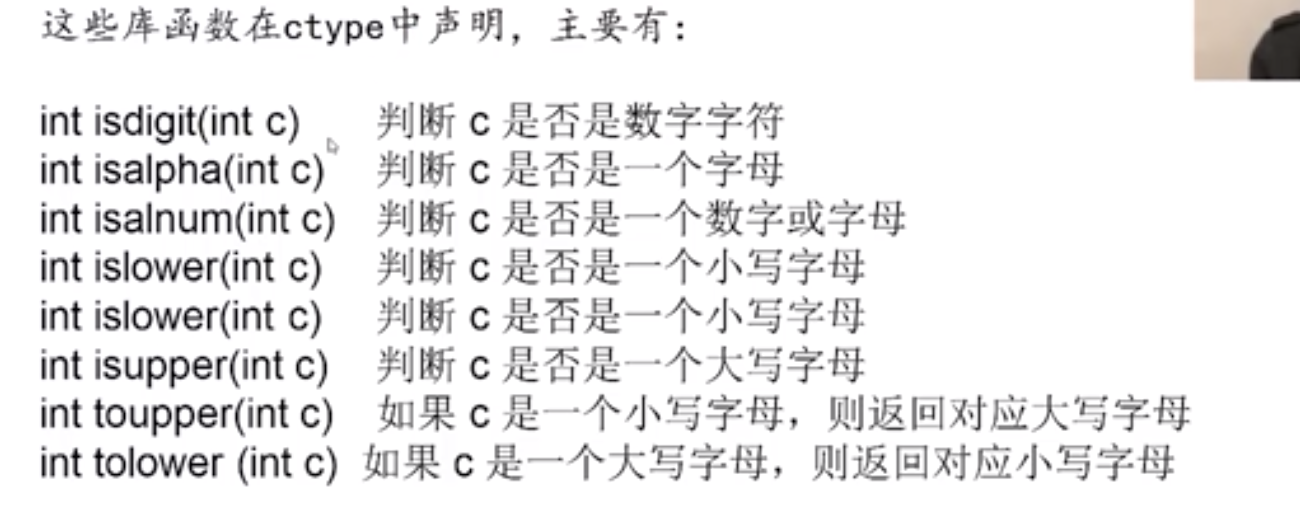 这些库函数在ctype中声明，主要有：
int isdigit(int c) 判断 c 是否是数字字符
int isalpha(int c) 判断 c 是否是一个字母
int isalnum(int c) 判断 c 是否是一个数字或字母
int islower(int c) 判断 c 是否是一个小写字母
int islower(int c) 判断 c 是否是一个小写字母
int isupper(int c) 判断 c 是否是一个大写字母
int toupper(int c) 如果 c 是一个小写字母，则返回对应大写字母
int tolower (int c) 如果 c 是一个大写字母，则返回对应小写字母